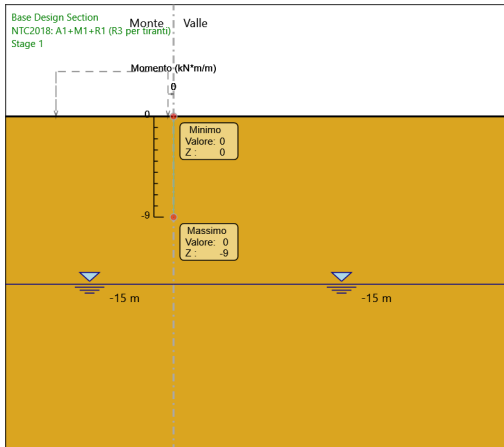 Base Design Section
NTC2018: A1+M1+R1 (R3 per tiranti)
Stage 1
Monte
Valle
Momento (kN*m/m)
0
0
Minimo
Valore: 0
Z : 0
-9
Massimo
Valore: 0
Z : -9
-15 m
-15 m